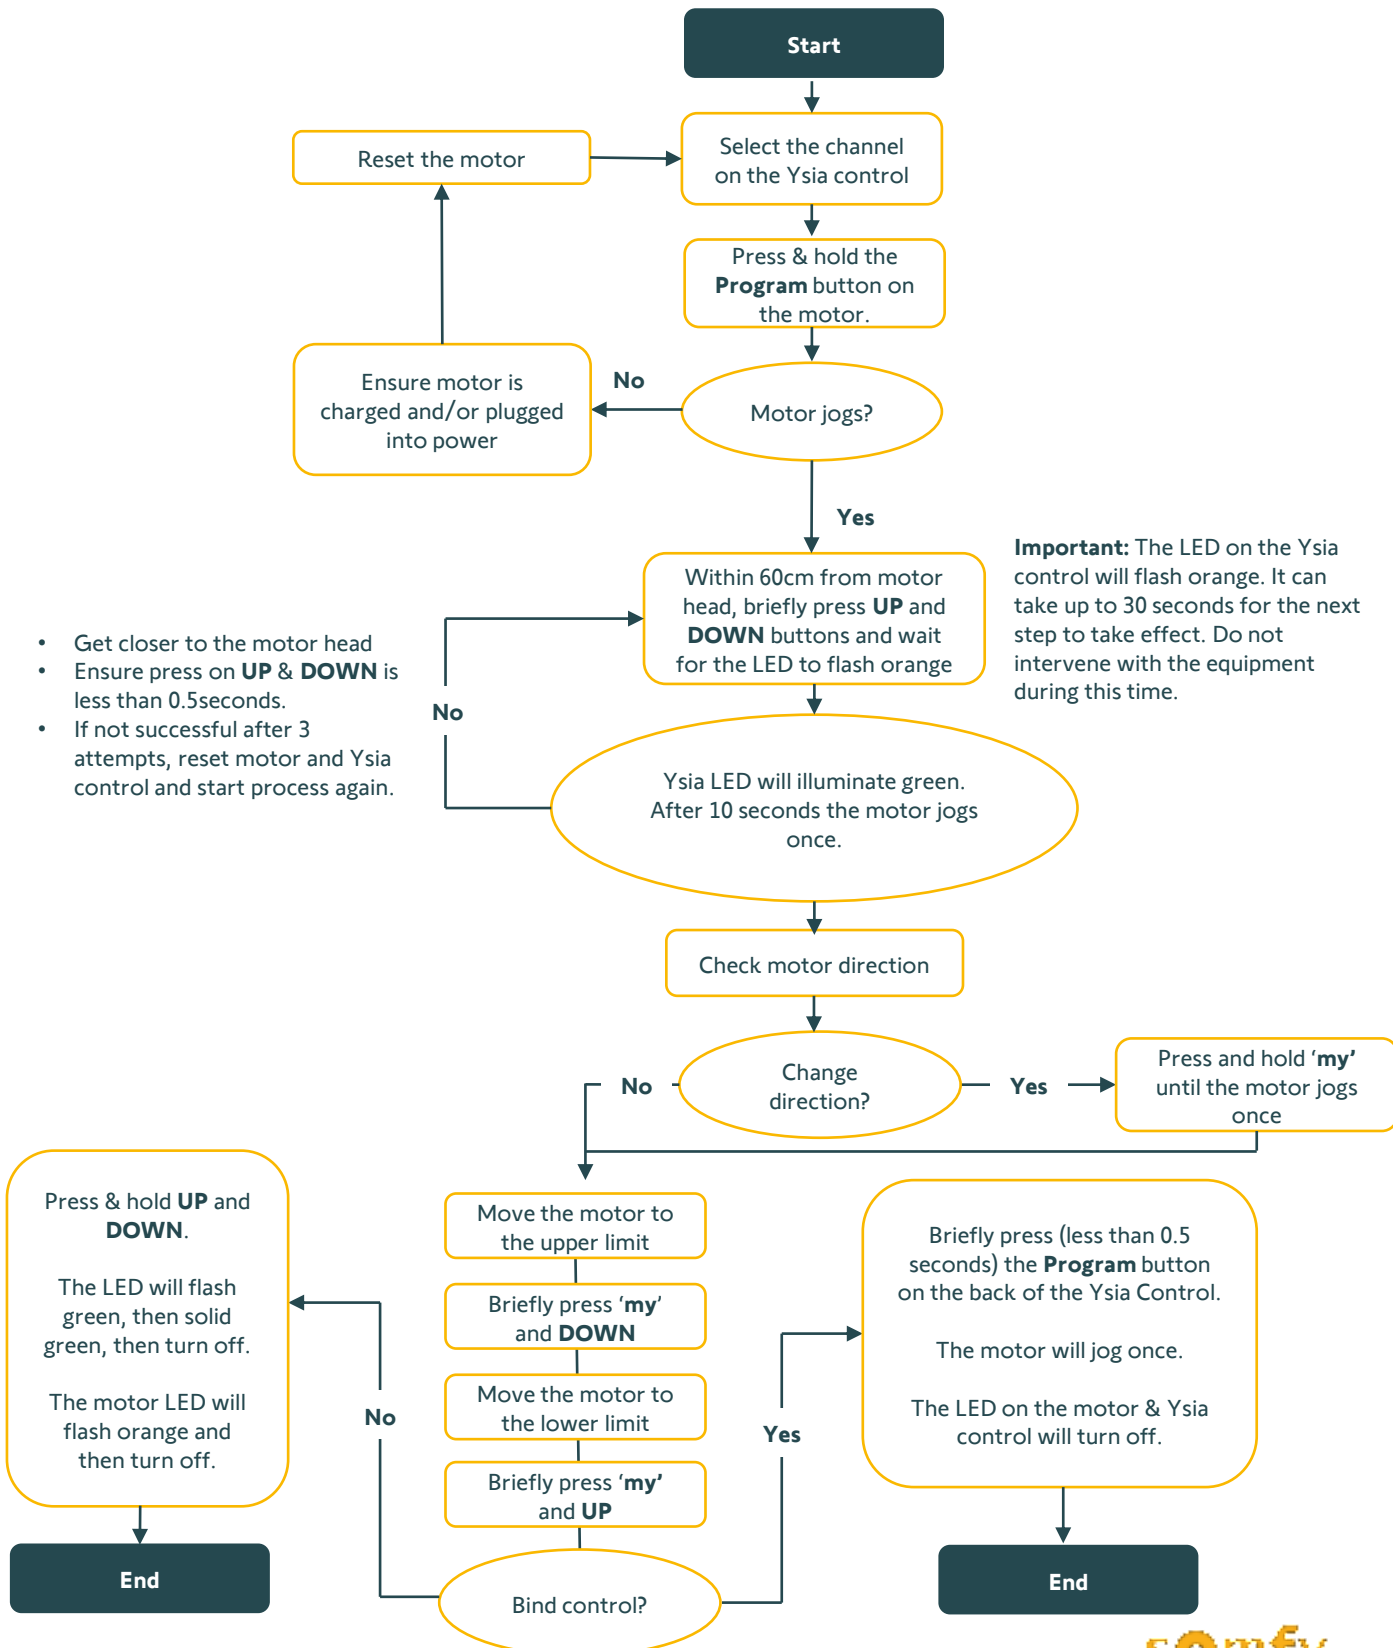 Start
Select the channel
on the Ysia control
Reset the motor
Press & hold the
Program button on
the motor.
Motor jogs?
No
Ensure motor is
charged and/or plugged
into power
Yes
Within 60cm from motor
head, briefly press UP and
DOWN buttons and wait
for the LED to flash orange
Important: The LED on the Ysia
control will flash orange. It can
take up to 30 seconds for the next
step to take effect. Do not
intervene with the equipment
during this time.
• Get closer to the motor head
• Ensure press on UP & DOWN is
less than 0.5seconds.
• If not successful after 3
attempts, reset motor and Ysia
control and start process again.
No
Ysia LED will illuminate green.
After 10 seconds the motor jogs
once.
Check motor direction
Change
direction?
No
Yes
Press and hold ‘my’
until the motor jogs
once
Move the motor to
the upper limit
Briefly press ‘my’
and DOWN
Move the motor to
the lower limit
Briefly press ‘my’
and UP
Bind control?
No
Press & hold UP and
DOWN.
The LED will flash
green, then solid
green, then turn off.
The motor LED will
flash orange and
then turn off.
End
Yes
Briefly press (less than 0.5
seconds) the Program button
on the back of the Ysia Control.
The motor will jog once.
The LED on the motor & Ysia
control will turn off.
End
somfy